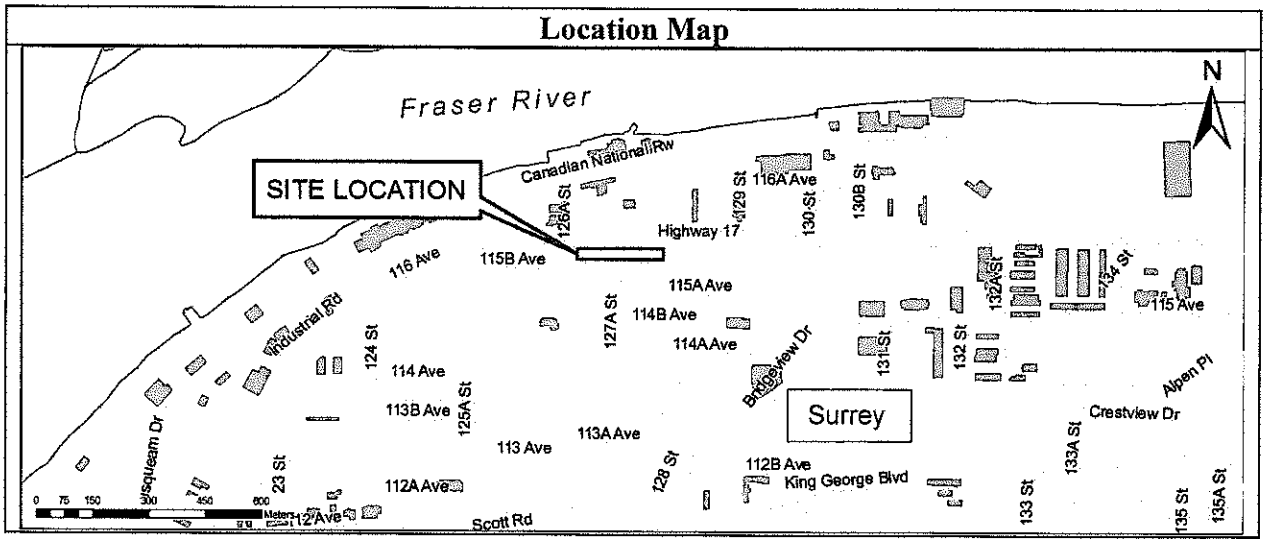 Location Map
Fraser River
N
Canadian National Rw
116A Ave
SITE LOCATION
126A St
129 St
130 St
130B St
Highway 17
116 Ave
115B Ave
115A Ave
132A St
134 St
115 Ave
Industrial Rd
127A St
114B Ave
114A Ave
124 St
131 St
132 St
Bridgeview Dr
Alpen Pl
114 Ave
113B Ave
125A St
Surrey
Crestview Dr
113 Ave
113A Ave
133A St
usqueam Dr
23 St
112A Ave
128 St
112B Ave
King George Blvd
133 St
135 St
135A St
0 75 150 300 450 600
Meters
12 Ave
Scott Rd